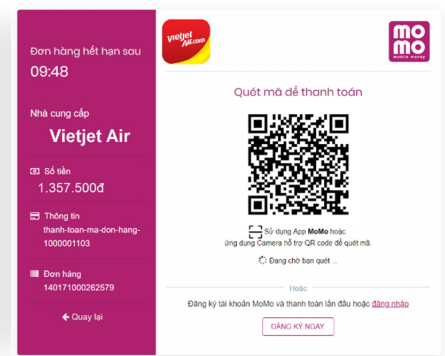 Đơn hàng hết hạn sau
09:48
Nhà cung cấp
Vietjet Air
Số tiền
1.357.500đ
Thông tin
thanh-toan-ma-don-hang-
1000001103
Đơn hàng
140171000262579
Quay lại
vietjet
Air.com
mo
mo
mobile money
Quét mã để thanh toán
Sử dụng App MoMo hoặc
ứng dụng Camera hỗ trợ QR code để quét mã.
Đang chờ bạn quét ...
Hoặc
Đăng ký tài khoản MoMo và thanh toán lần đầu hoặc đăng nhập
ĐĂNG KÝ NGAY